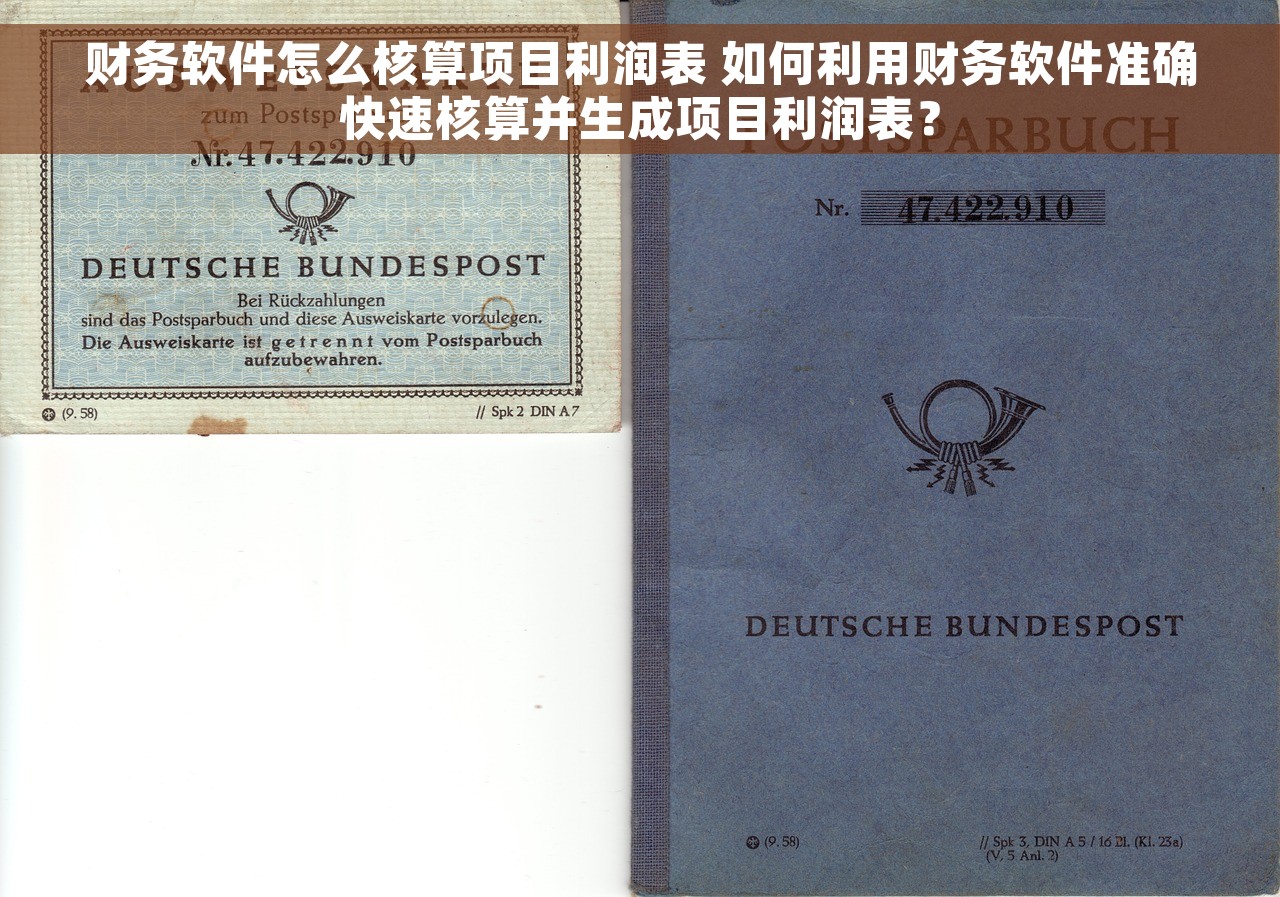 财务软件怎么核算项目利润表 如何利用财务软件准确
快速核算并生成项目利润表？
AUSWEISKARTE
zum Postsp
Nr. 47.422.910
DEUTSCHE BUNDESPOST
Bei Rückzahlungen
sind das Postsparbuch und diese Ausweiskarte vorzulegen.
Die Ausweiskarte ist getrennt vom Postsparbuch
aufzubewahren.
(9. 58)
// Spk 2 DIN A 7
POSTSPARBUCH
Nr. 47.422.910
DEUTSCHE BUNDESPOST
(9. 58)
// Spk 3, DIN A 5 / 16 Bl. (Kl. 23a)
(V, 5 Anl. 2)